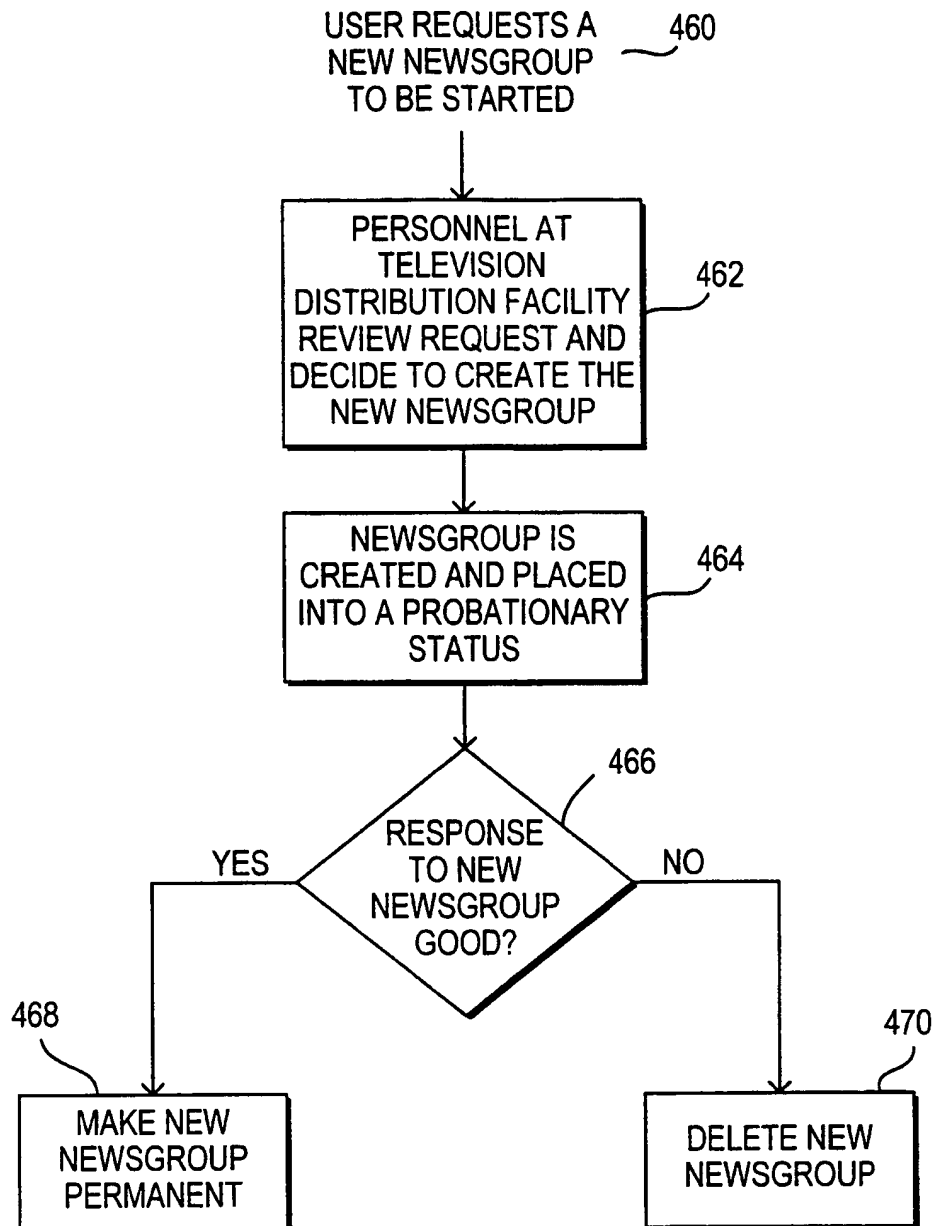 USER REQUESTS A
NEW NEWSGROUP
TO BE STARTED
460
PERSONNEL AT
TELEVISION
DISTRIBUTION FACILITY
REVIEW REQUEST AND
DECIDE TO CREATE THE
NEW NEWSGROUP
462
NEWSGROUP IS
CREATED AND PLACED
INTO A PROBATIONARY
STATUS
464
RESPONSE
TO NEW
NEWSGROUP
GOOD?
466
YES
NO
468
MAKE NEW
NEWSGROUP
PERMANENT
470
DELETE NEW
NEWSGROUP